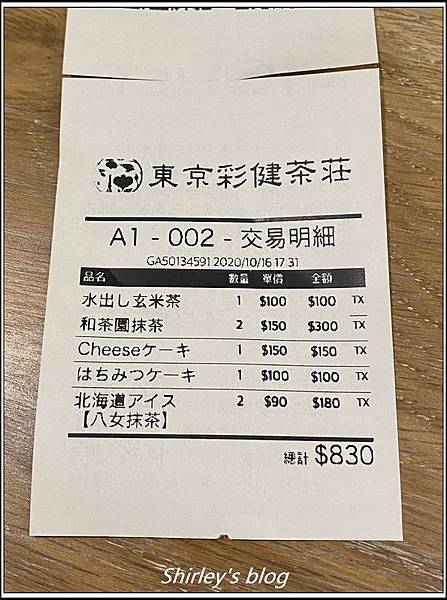 東京彩健茶荘
A1 - 002 - 交易明細
GA50134591 2020/10/16 17:31
品名 數量 單價 金額
水出し玄米茶 1 $100 $100 TX
和茶園抹茶 2 $150 $300 TX
Cheeseケーキ 1 $150 $150 TX
はちみつケーキ 1 $100 $100 TX
北海道アイス 2 $90 $180 TX
【八女抹茶】
總計 $830
Shirley's blog